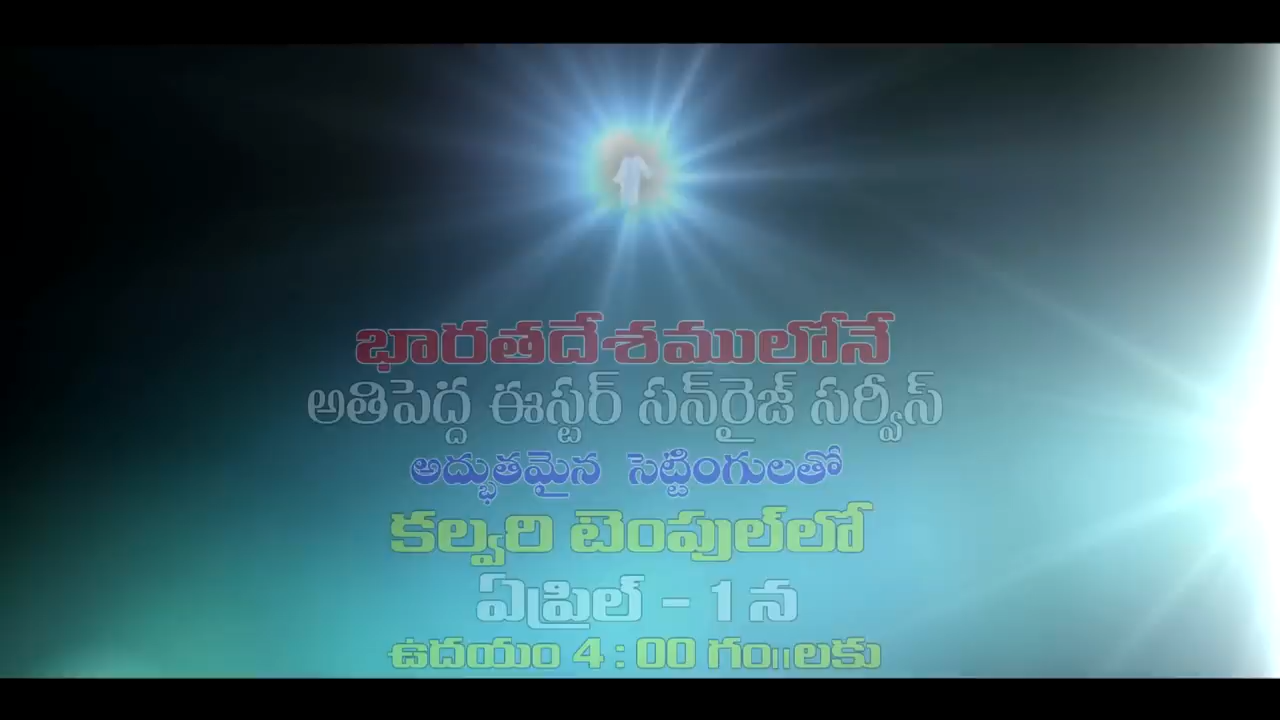 భారతదేశములోనే
అతిపెద్ద ఈస్టర్ సన్‌రైజ్ సర్వీస్
అద్భుతమైన సెట్టింగులతో
కల్వరి టెంపుల్‌లో
ఏప్రిల్ - 1 న
ఉదయం 4 : 00 గం||లకు